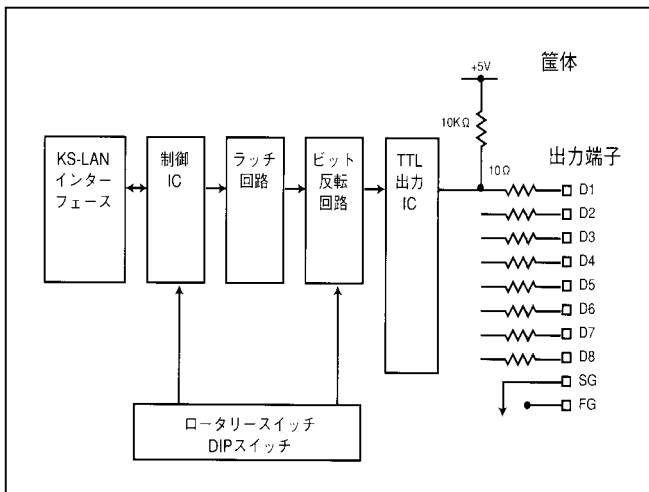 +5V
筐体
10KΩ
10Ω
出力端子
KS-LAN
インター
フェース
制御
IC
ラッチ
回路
ビット
反転
回路
TTL
出力
IC
D1
D2
D3
D4
D5
D6
D7
D8
SG
FG
ロータリースイッチ
DIPスイッチ